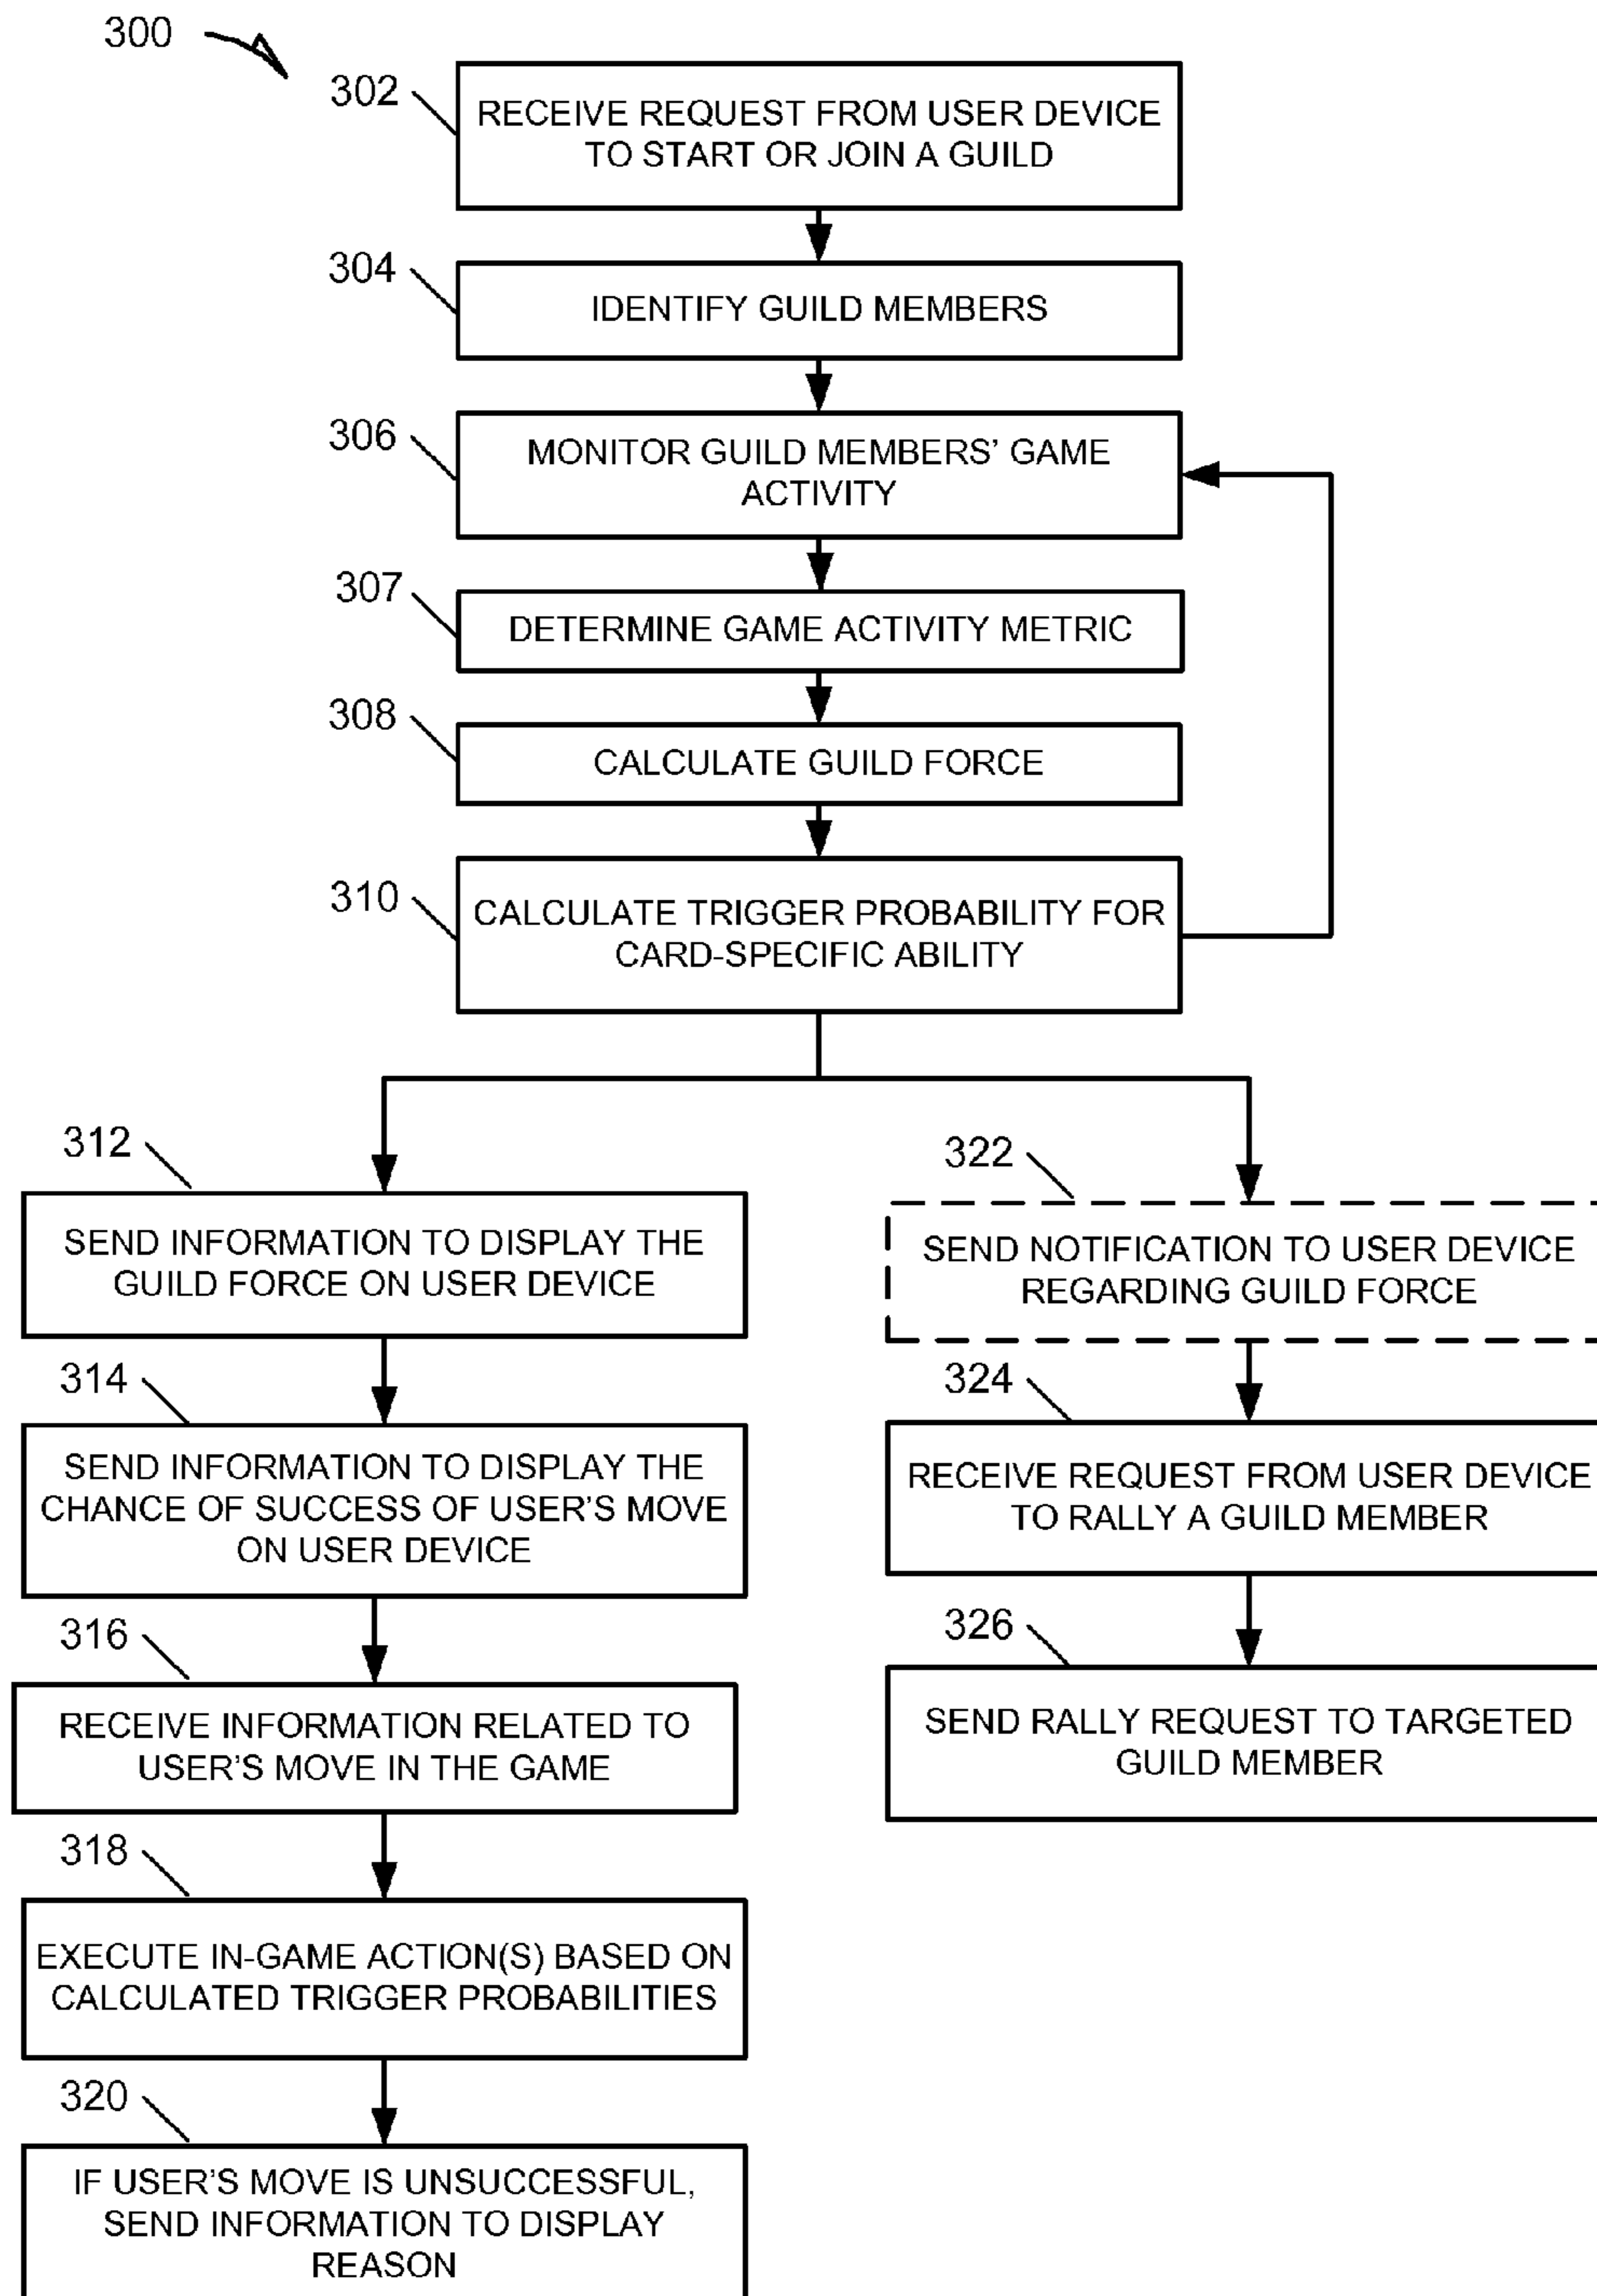 300
302
RECEIVE REQUEST FROM USER DEVICE
TO START OR JOIN A GUILD
304
IDENTIFY GUILD MEMBERS
306
MONITOR GUILD MEMBERS’ GAME
ACTIVITY
307
DETERMINE GAME ACTIVITY METRIC
308
CALCULATE GUILD FORCE
310
CALCULATE TRIGGER PROBABILITY FOR
CARD-SPECIFIC ABILITY
312
SEND INFORMATION TO DISPLAY THE
GUILD FORCE ON USER DEVICE
314
SEND INFORMATION TO DISPLAY THE
CHANCE OF SUCCESS OF USER’S MOVE
ON USER DEVICE
316
RECEIVE INFORMATION RELATED TO
USER’S MOVE IN THE GAME
318
EXECUTE IN-GAME ACTION(S) BASED ON
CALCULATED TRIGGER PROBABILITIES
320
IF USER’S MOVE IS UNSUCCESSFUL,
SEND INFORMATION TO DISPLAY
REASON
322
SEND NOTIFICATION TO USER DEVICE
REGARDING GUILD FORCE
324
RECEIVE REQUEST FROM USER DEVICE
TO RALLY A GUILD MEMBER
326
SEND RALLY REQUEST TO TARGETED
GUILD MEMBER